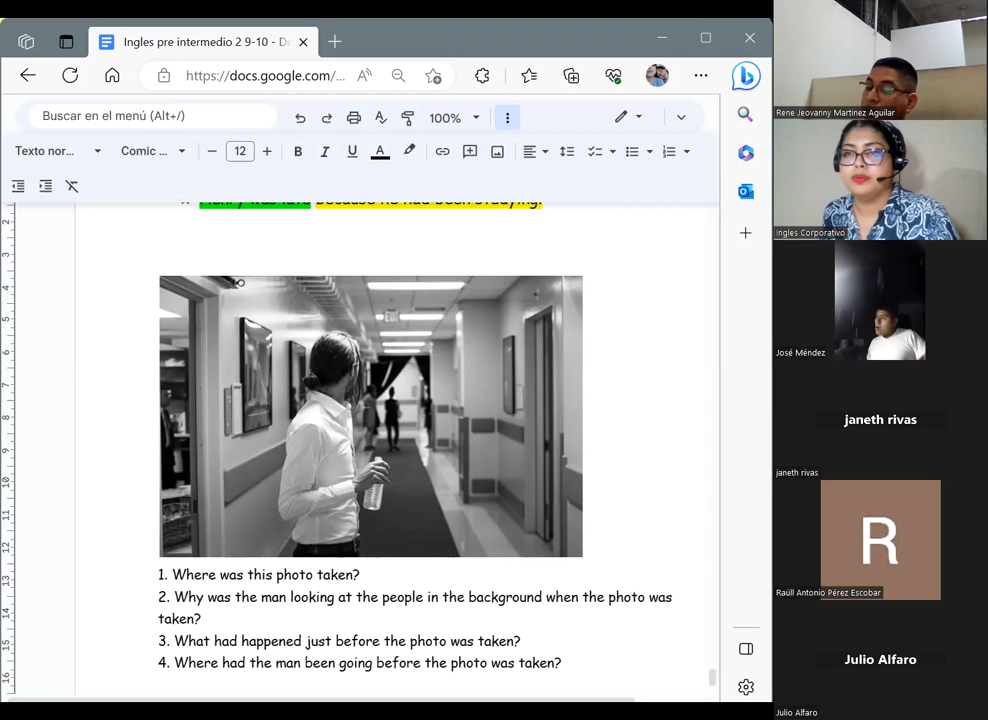 Ingles pre intermedio 2 9-10 - Do
https://docs.google.com/...
Buscar en el menú (Alt+/)
100%
Texto nor...
Comic ...
12
because he had been studying.
1. Where was this photo taken?
2. Why was the man looking at the people in the background when the photo was
taken?
3. What had happened just before the photo was taken?
4. Where had the man been going before the photo was taken?
Rene Jeovanny Martinez Aguilar
Ingles Corporativo
José Méndez
janeth rivas
janeth rivas
R
Raúll Antonio Pérez Escobar
Julio Alfaro
Julio Alfaro